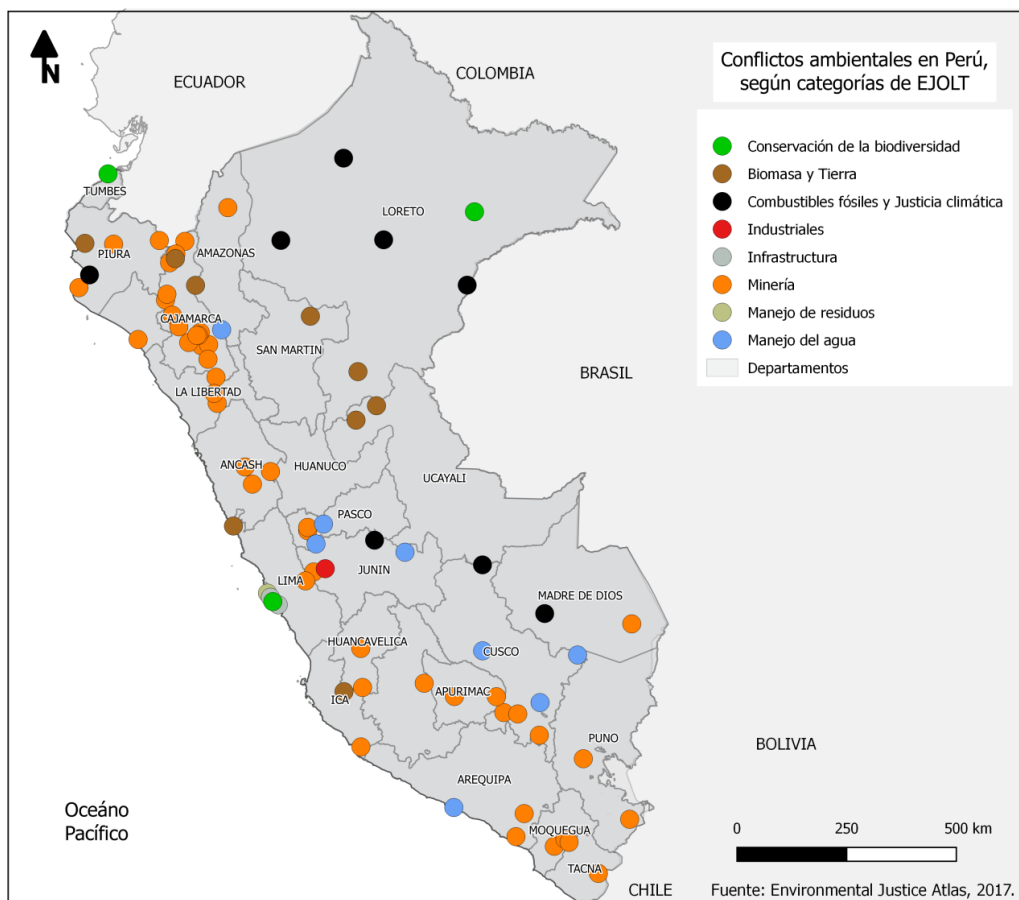 N
ECUADOR
COLOMBIA
Conflictos ambientales en Perú,
según categorías de EJOLT
Conservación de la biodiversidad
Biomasa y Tierra
Combustibles fósiles y Justicia climática
Industriales
Infrastructura
Minería
Manejo de residuos
Manejo del agua
Departamentos
TUMBES
LORETO
PIURA
AMAZONAS
CAJAMARCA
SAN MARTIN
BRASIL
LA LIBERTAD
ANCASH
HUANUCO
UCAYALI
PASCO
LIMA
JUNIN
MADRE DE DIOS
HUANCAVELICA
CUSCO
ICA
APURIMAC
PUNO
BOLIVIA
AREQUIPA
Oceáno
Pacífico
MOQUEGUA
TACNA
0 250 500 km
CHILE
Fuente: Environmental Justice Atlas, 2017.